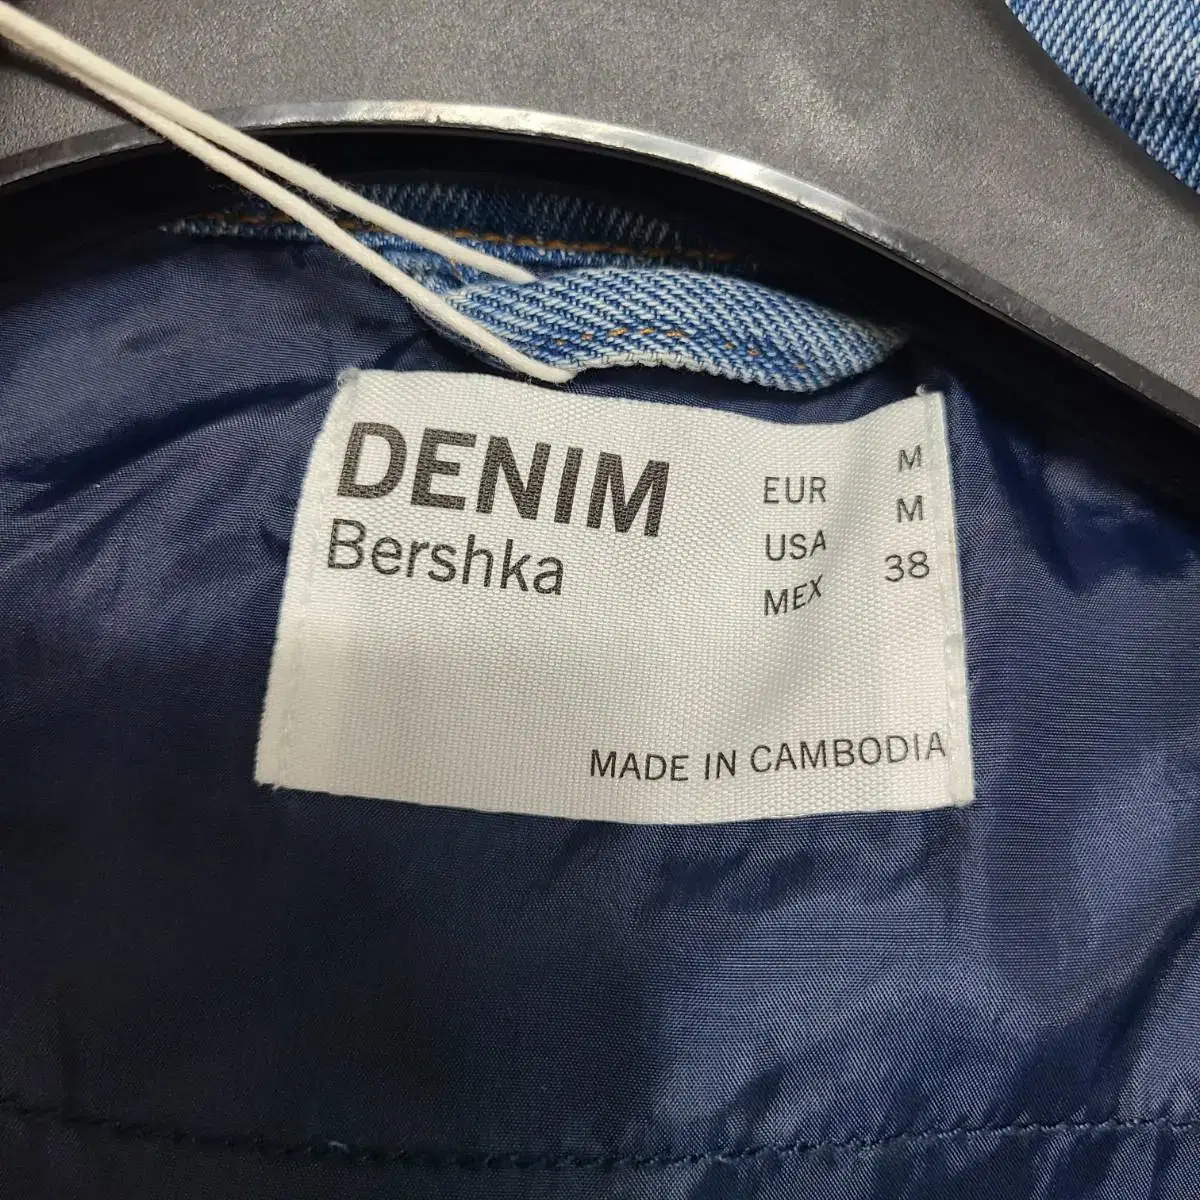 DENIM
Bershka
EUR M
USA M
MEX 38
MADE IN CAMBODIA